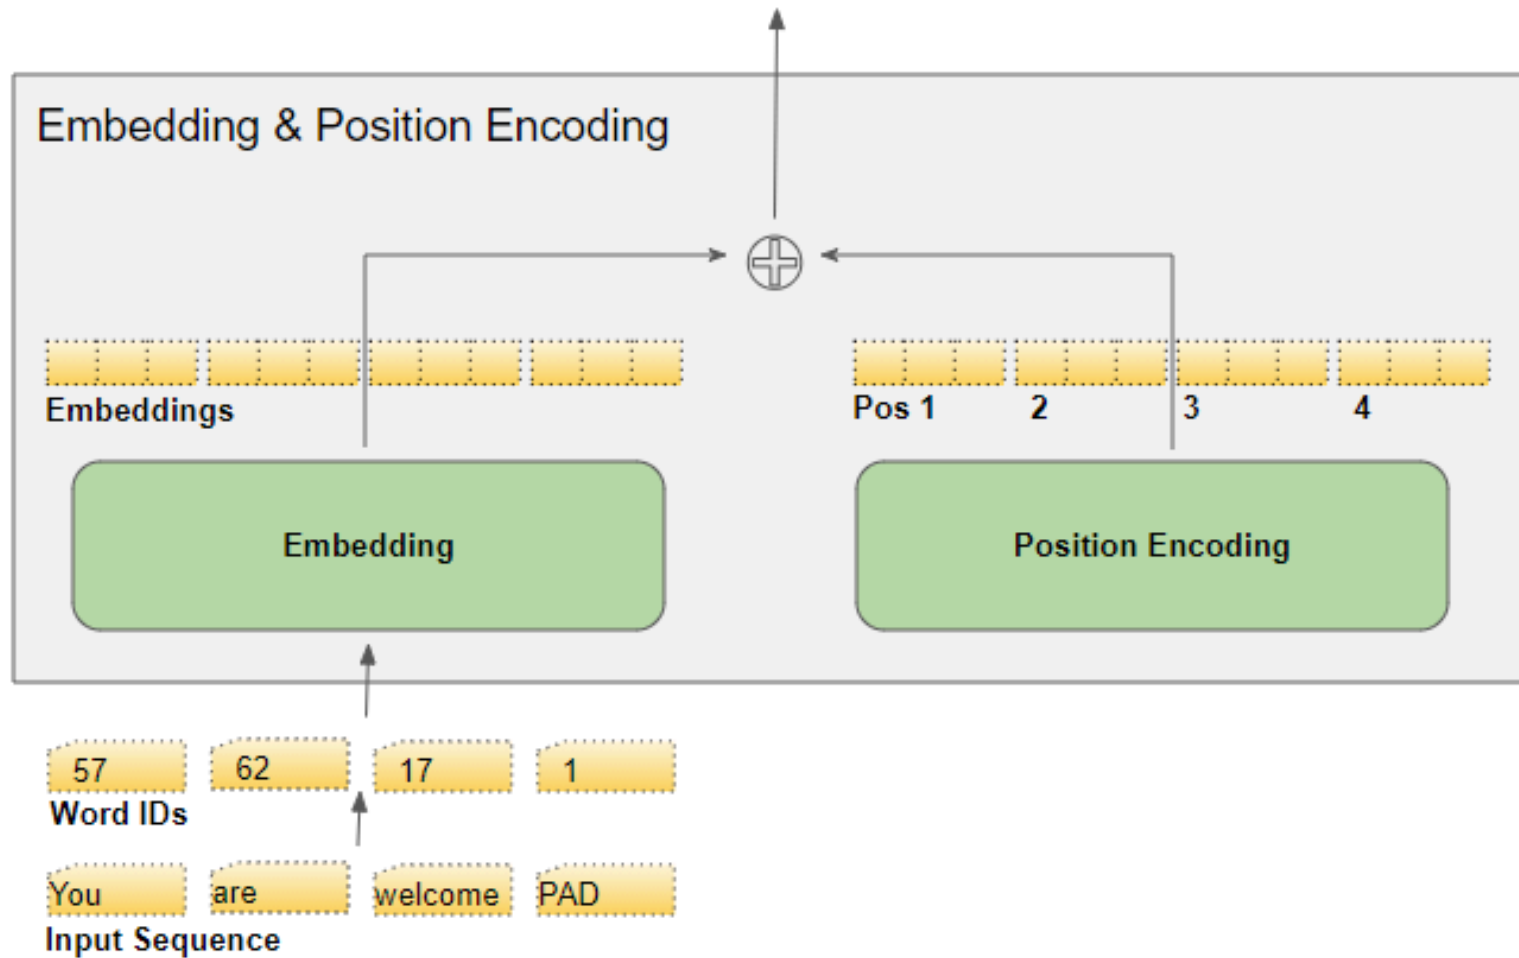 Embedding & Position Encoding
Embeddings
Pos 1 2 3 4
Embedding
Position Encoding
57 62 17 1
Word IDs
You are welcome PAD
Input Sequence